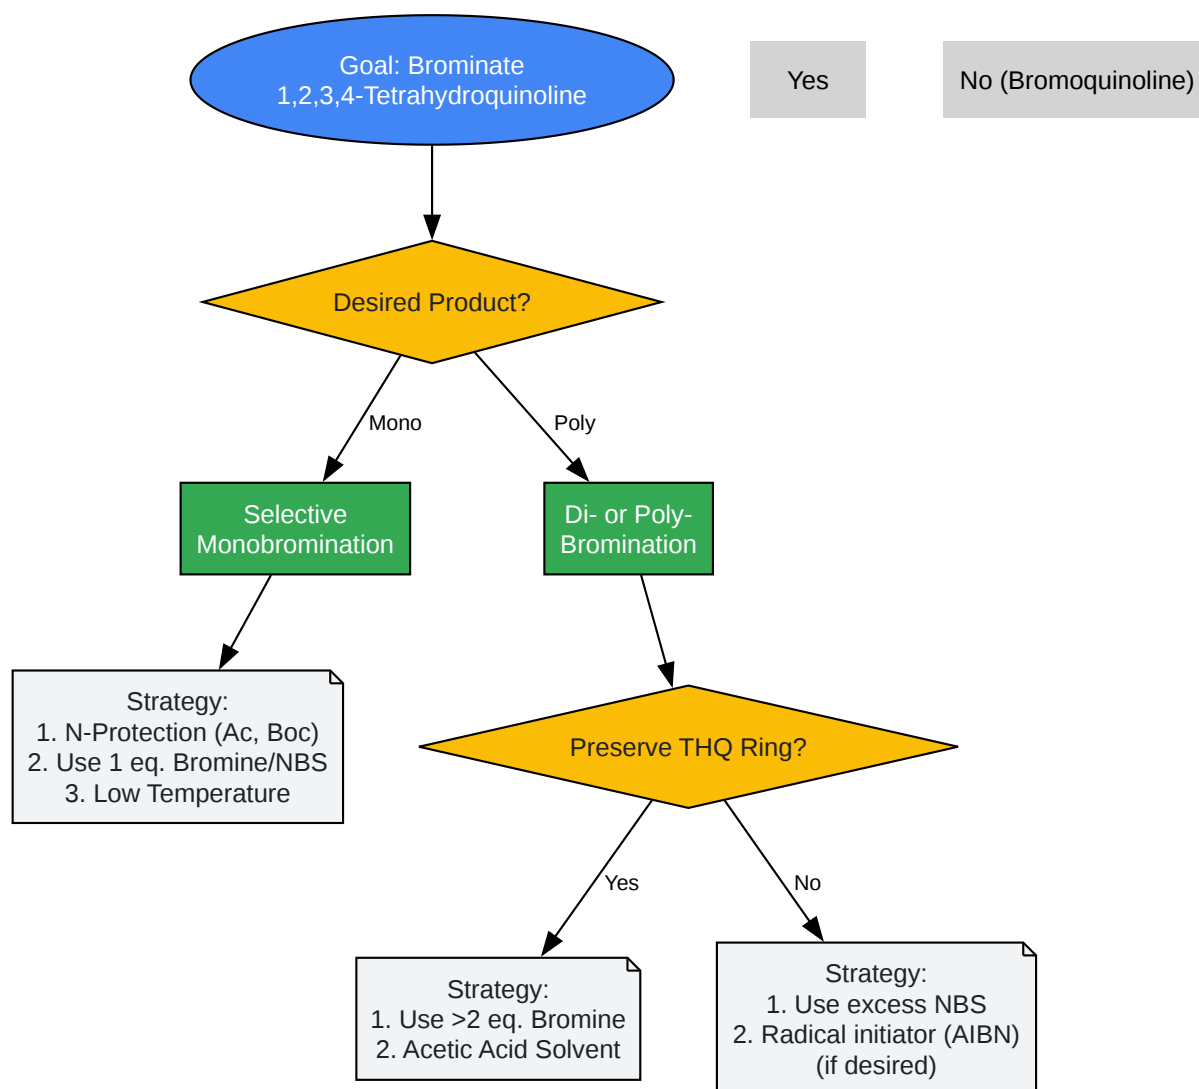 Goal: Brominate
1,2,3,4-Tetrahydroquinoline
Yes
No (Bromoquinoline)
Desired Product?
Mono
Poly
Selective
Monobromination
Di- or Poly-
Bromination
Strategy:
1. N-Protection (Ac, Boc)
2. Use 1 eq. Bromine/NBS
3. Low Temperature
Preserve THQ Ring?
Yes
No
Strategy:
1. Use >2 eq. Bromine
2. Acetic Acid Solvent
Strategy:
1. Use excess NBS
2. Radical initiator (AIBN)
(if desired)